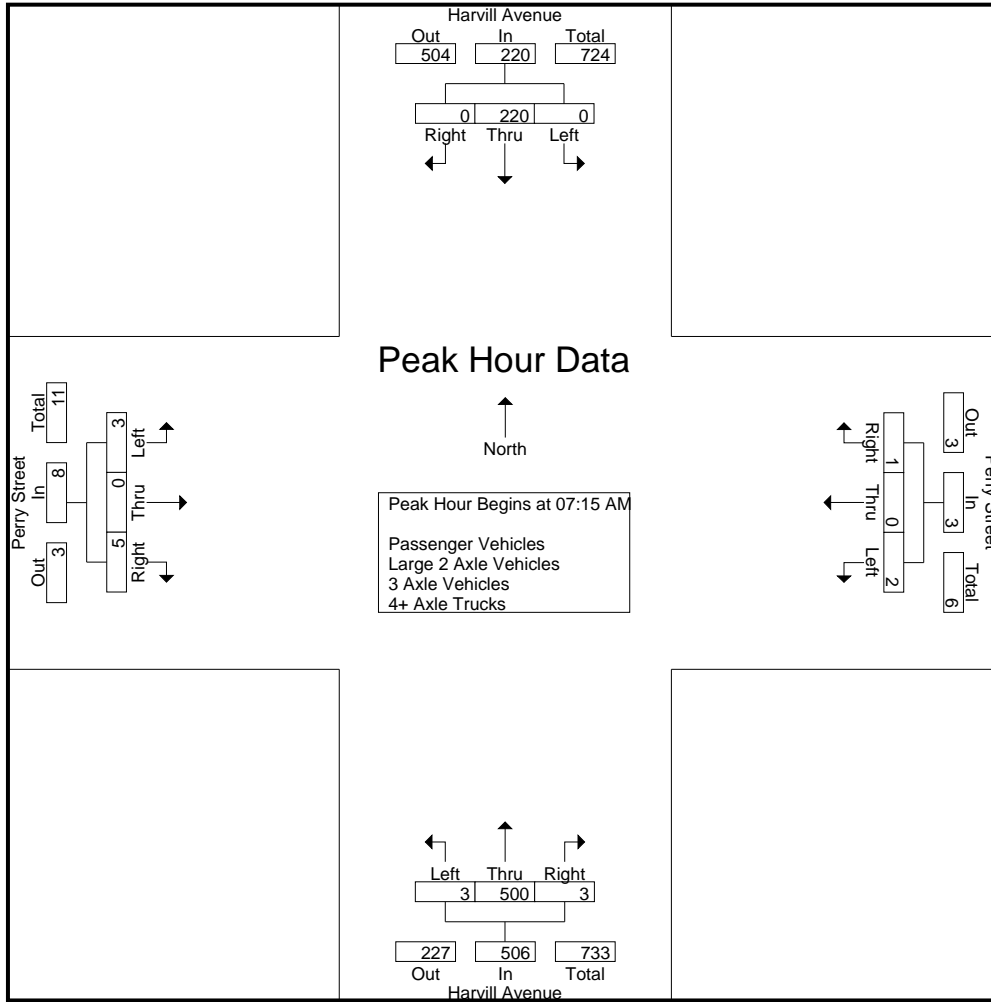 Harvill Avenue
Out In Total
504 220 724
0 220 0
Right Thru Left
Peak Hour Data
North
Peak Hour Begins at 07:15 AM
Passenger Vehicles
Large 2 Axle Vehicles
3 Axle Vehicles
4+ Axle Trucks
Perry Street
Total In Out
11 8 3
3 0 5
Left Thru Right
Right Thru Left
1 0 2
Out In Total
3 3 6
Perry Street
Left Thru Right
3 500 3
227 506 733
Out In Total
Harvill Avenue